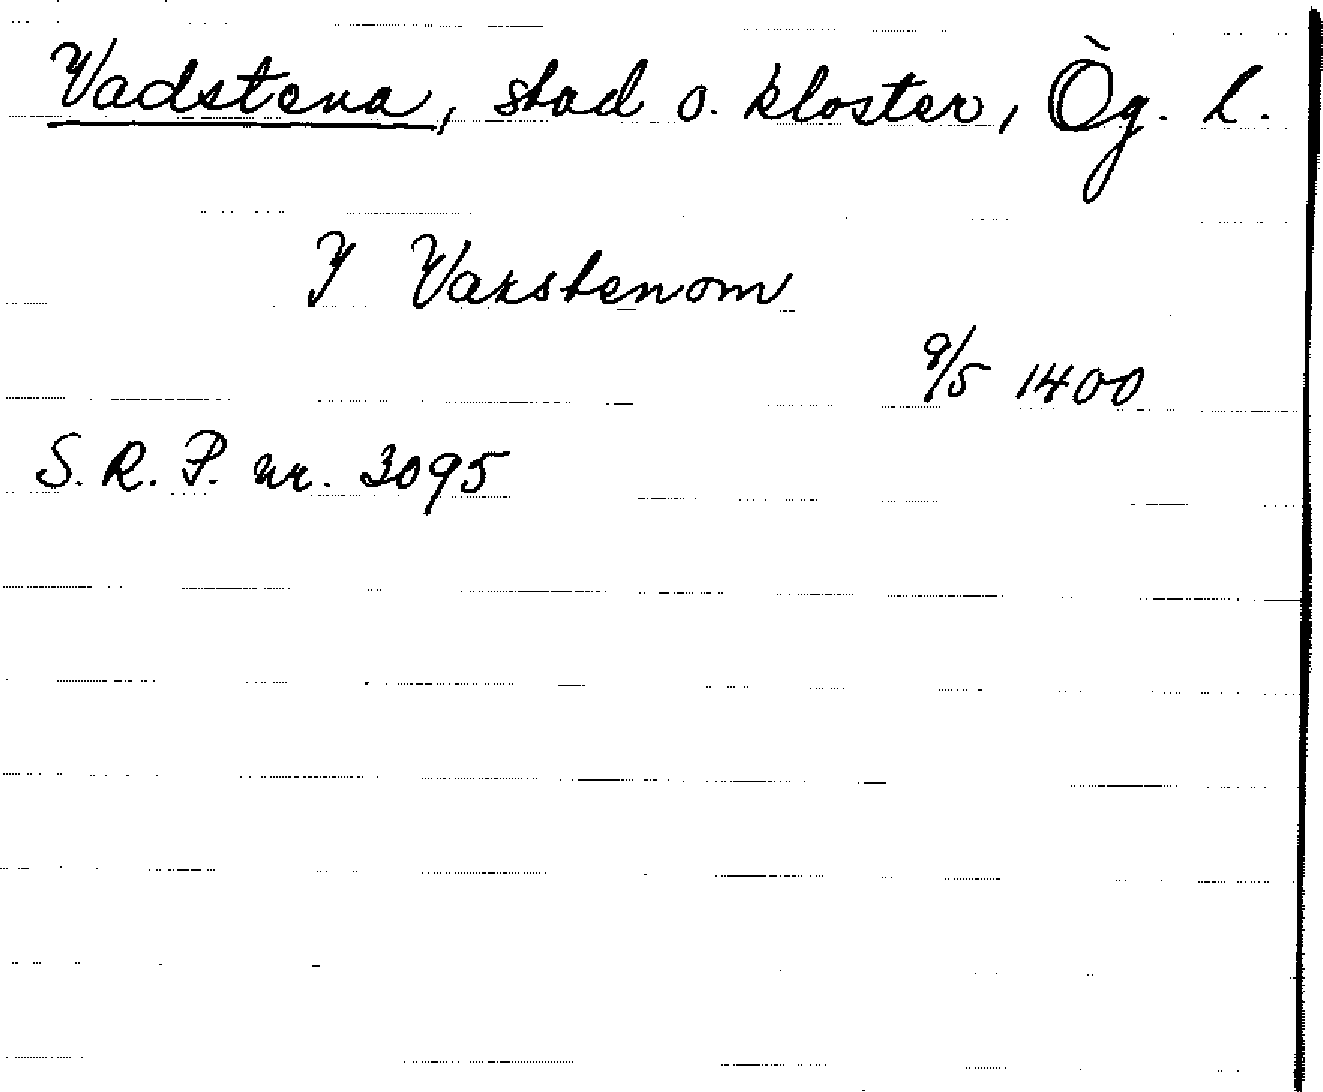 Vadstena, stad o. kloster, Ög. l.
I Vazstenom
9/5 1400
S. R. P. nr. 3095